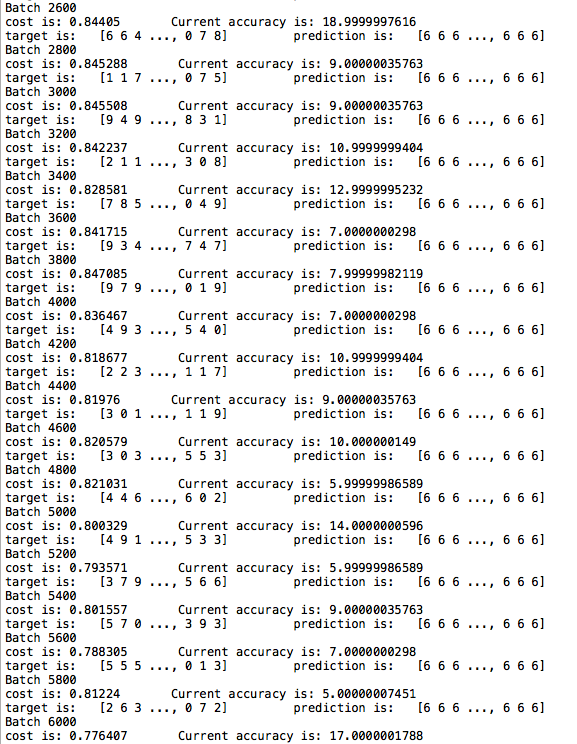 Batch 2600
cost is: 0.84405 Current accuracy is: 18.9999997616
target is: [6 6 4 ..., 0 7 8] prediction is: [6 6 6 ..., 6 6 6]
Batch 2800
cost is: 0.845288 Current accuracy is: 9.00000035763
target is: [1 1 7 ..., 0 7 5] prediction is: [6 6 6 ..., 6 6 6]
Batch 3000
cost is: 0.845508 Current accuracy is: 9.00000035763
target is: [9 4 9 ..., 8 3 1] prediction is: [6 6 6 ..., 6 6 6]
Batch 3200
cost is: 0.842237 Current accuracy is: 10.9999999404
target is: [2 1 1 ..., 3 0 8] prediction is: [6 6 6 ..., 6 6 6]
Batch 3400
cost is: 0.828581 Current accuracy is: 12.9999995232
target is: [7 8 5 ..., 0 4 9] prediction is: [6 6 6 ..., 6 6 6]
Batch 3600
cost is: 0.841715 Current accuracy is: 7.0000000298
target is: [9 3 4 ..., 7 4 7] prediction is: [6 6 6 ..., 6 6 6]
Batch 3800
cost is: 0.847085 Current accuracy is: 7.99999982119
target is: [9 7 9 ..., 0 1 9] prediction is: [6 6 6 ..., 6 6 6]
Batch 4000
cost is: 0.836467 Current accuracy is: 7.0000000298
target is: [4 9 3 ..., 5 4 0] prediction is: [6 6 6 ..., 6 6 6]
Batch 4200
cost is: 0.818677 Current accuracy is: 10.9999999404
target is: [2 2 3 ..., 1 1 7] prediction is: [6 6 6 ..., 6 6 6]
Batch 4400
cost is: 0.81976 Current accuracy is: 9.00000035763
target is: [3 0 1 ..., 1 1 9] prediction is: [6 6 6 ..., 6 6 6]
Batch 4600
cost is: 0.820579 Current accuracy is: 10.000000149
target is: [3 0 3 ..., 5 5 3] prediction is: [6 6 6 ..., 6 6 6]
Batch 4800
cost is: 0.821031 Current accuracy is: 5.99999986589
target is: [4 4 6 ..., 6 0 2] prediction is: [6 6 6 ..., 6 6 6]
Batch 5000
cost is: 0.800329 Current accuracy is: 14.0000000596
target is: [4 9 1 ..., 5 3 3] prediction is: [6 6 6 ..., 6 6 6]
Batch 5200
cost is: 0.793571 Current accuracy is: 5.99999986589
target is: [3 7 9 ..., 5 6 6] prediction is: [6 6 6 ..., 6 6 6]
Batch 5400
cost is: 0.801557 Current accuracy is: 9.00000035763
target is: [5 7 0 ..., 3 9 3] prediction is: [6 6 6 ..., 6 6 6]
Batch 5600
cost is: 0.788305 Current accuracy is: 7.0000000298
target is: [5 5 5 ..., 0 1 3] prediction is: [6 6 6 ..., 6 6 6]
Batch 5800
cost is: 0.81224 Current accuracy is: 5.00000007451
target is: [2 6 3 ..., 0 7 2] prediction is: [6 6 6 ..., 6 6 6]
Batch 6000
cost is: 0.776407 Current accuracy is: 17.0000001788